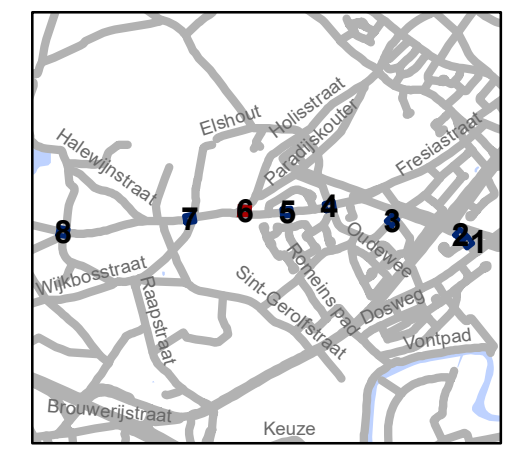 Holisstraat
Elshout
Paradijskouter
Fresiastraat
Halewijnstraat
8
7
6
5
4
3
2
1
Oudewee
Wijkbosstraat
Romeins pad
Sint-Gerolfstraat
Raapstraat
Dosweg
Vontpad
Brouwerijstraat
Keuze